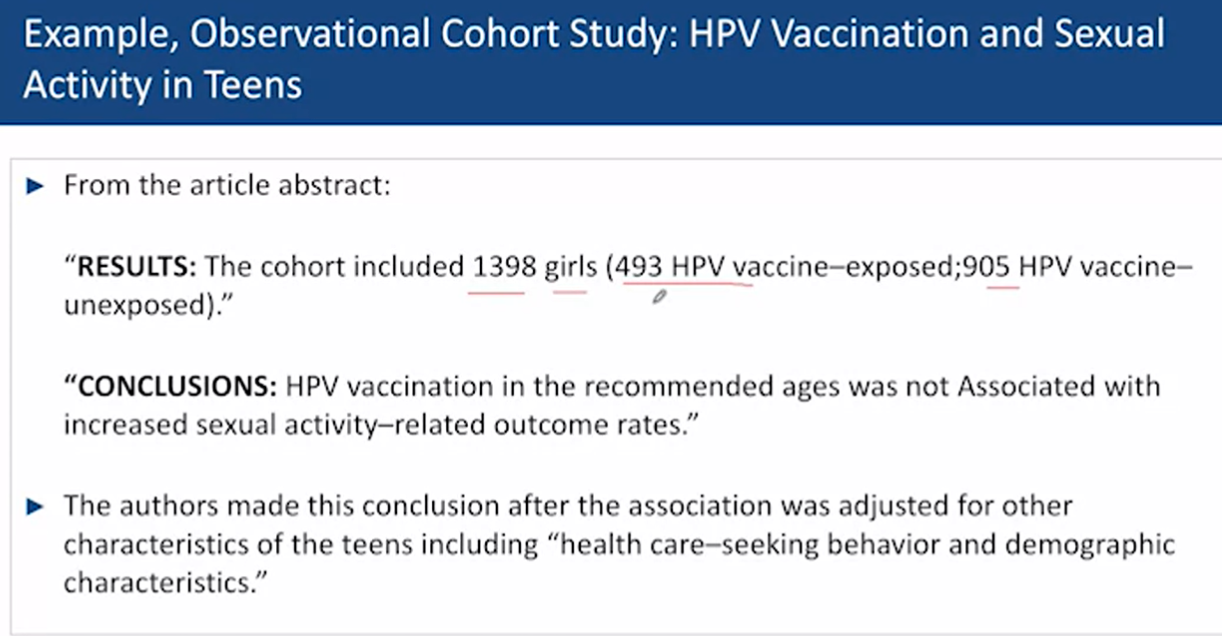 Example, Observational Cohort Study: HPV Vaccination and Sexual
Activity in Teens
► From the article abstract:
“RESULTS: The cohort included 1398 girls (493 HPV vaccine–exposed;905 HPV vaccine–
unexposed).”
“CONCLUSIONS: HPV vaccination in the recommended ages was not Associated with
increased sexual activity–related outcome rates.”
► The authors made this conclusion after the association was adjusted for other
characteristics of the teens including “health care–seeking behavior and demographic
characteristics.”